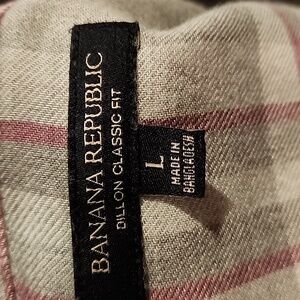 BANANA REPUBLIC
DILLON CLASSIC FIT
L
MADE IN
BANGLADESH